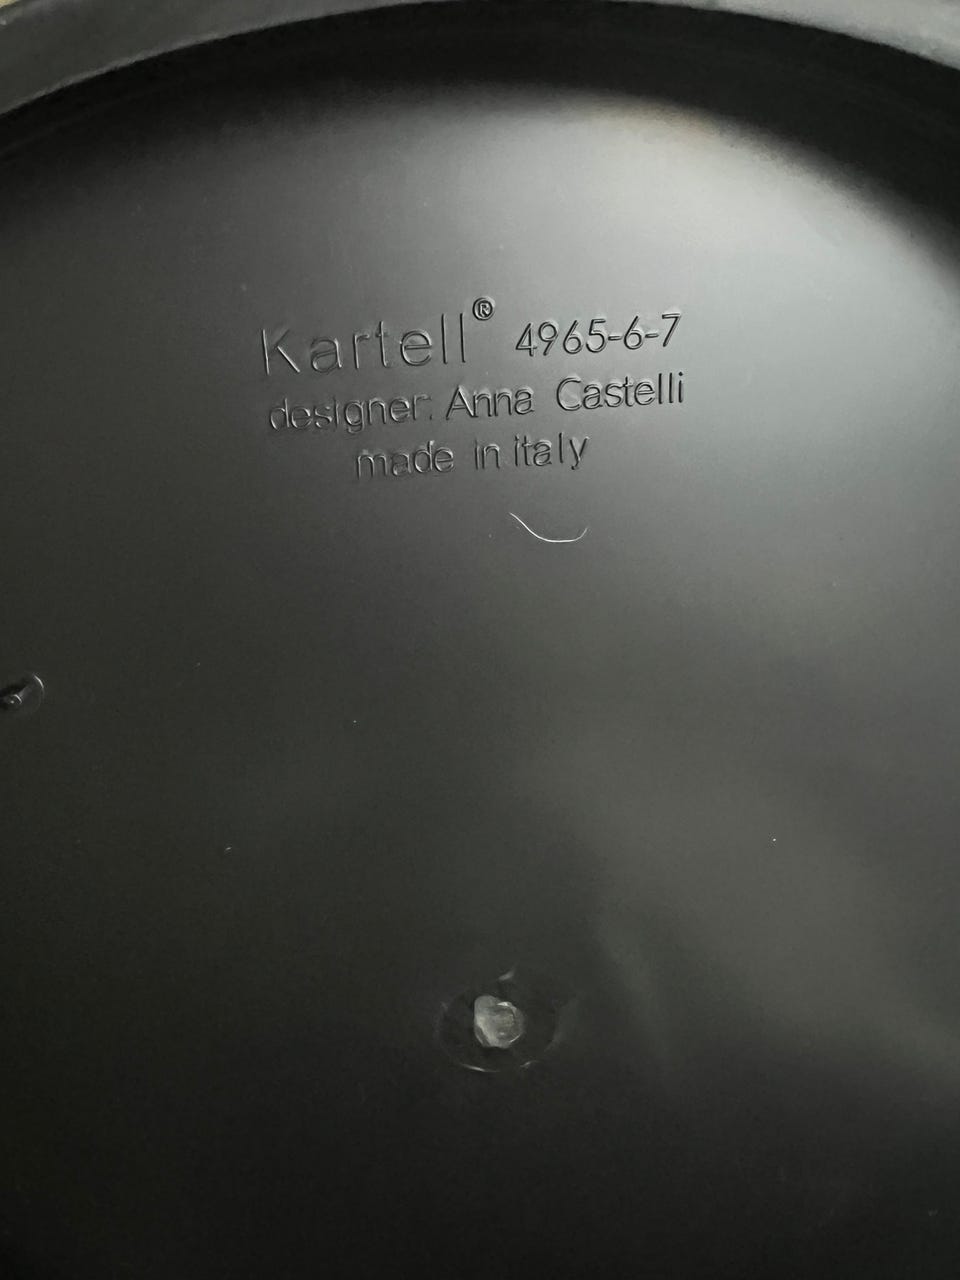 Kartell® 4965-6-7
designer: Anna Castelli
made in italy